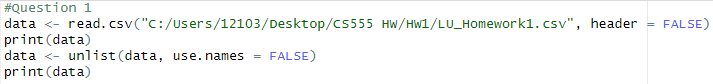 #Question 1
data <- read.csv("C:/Users/12103/Desktop/CS555 HW/HW1/LU_Homework1.csv", header = FALSE)
print(data)
data <- unlist(data, use.names = FALSE)
print(data)